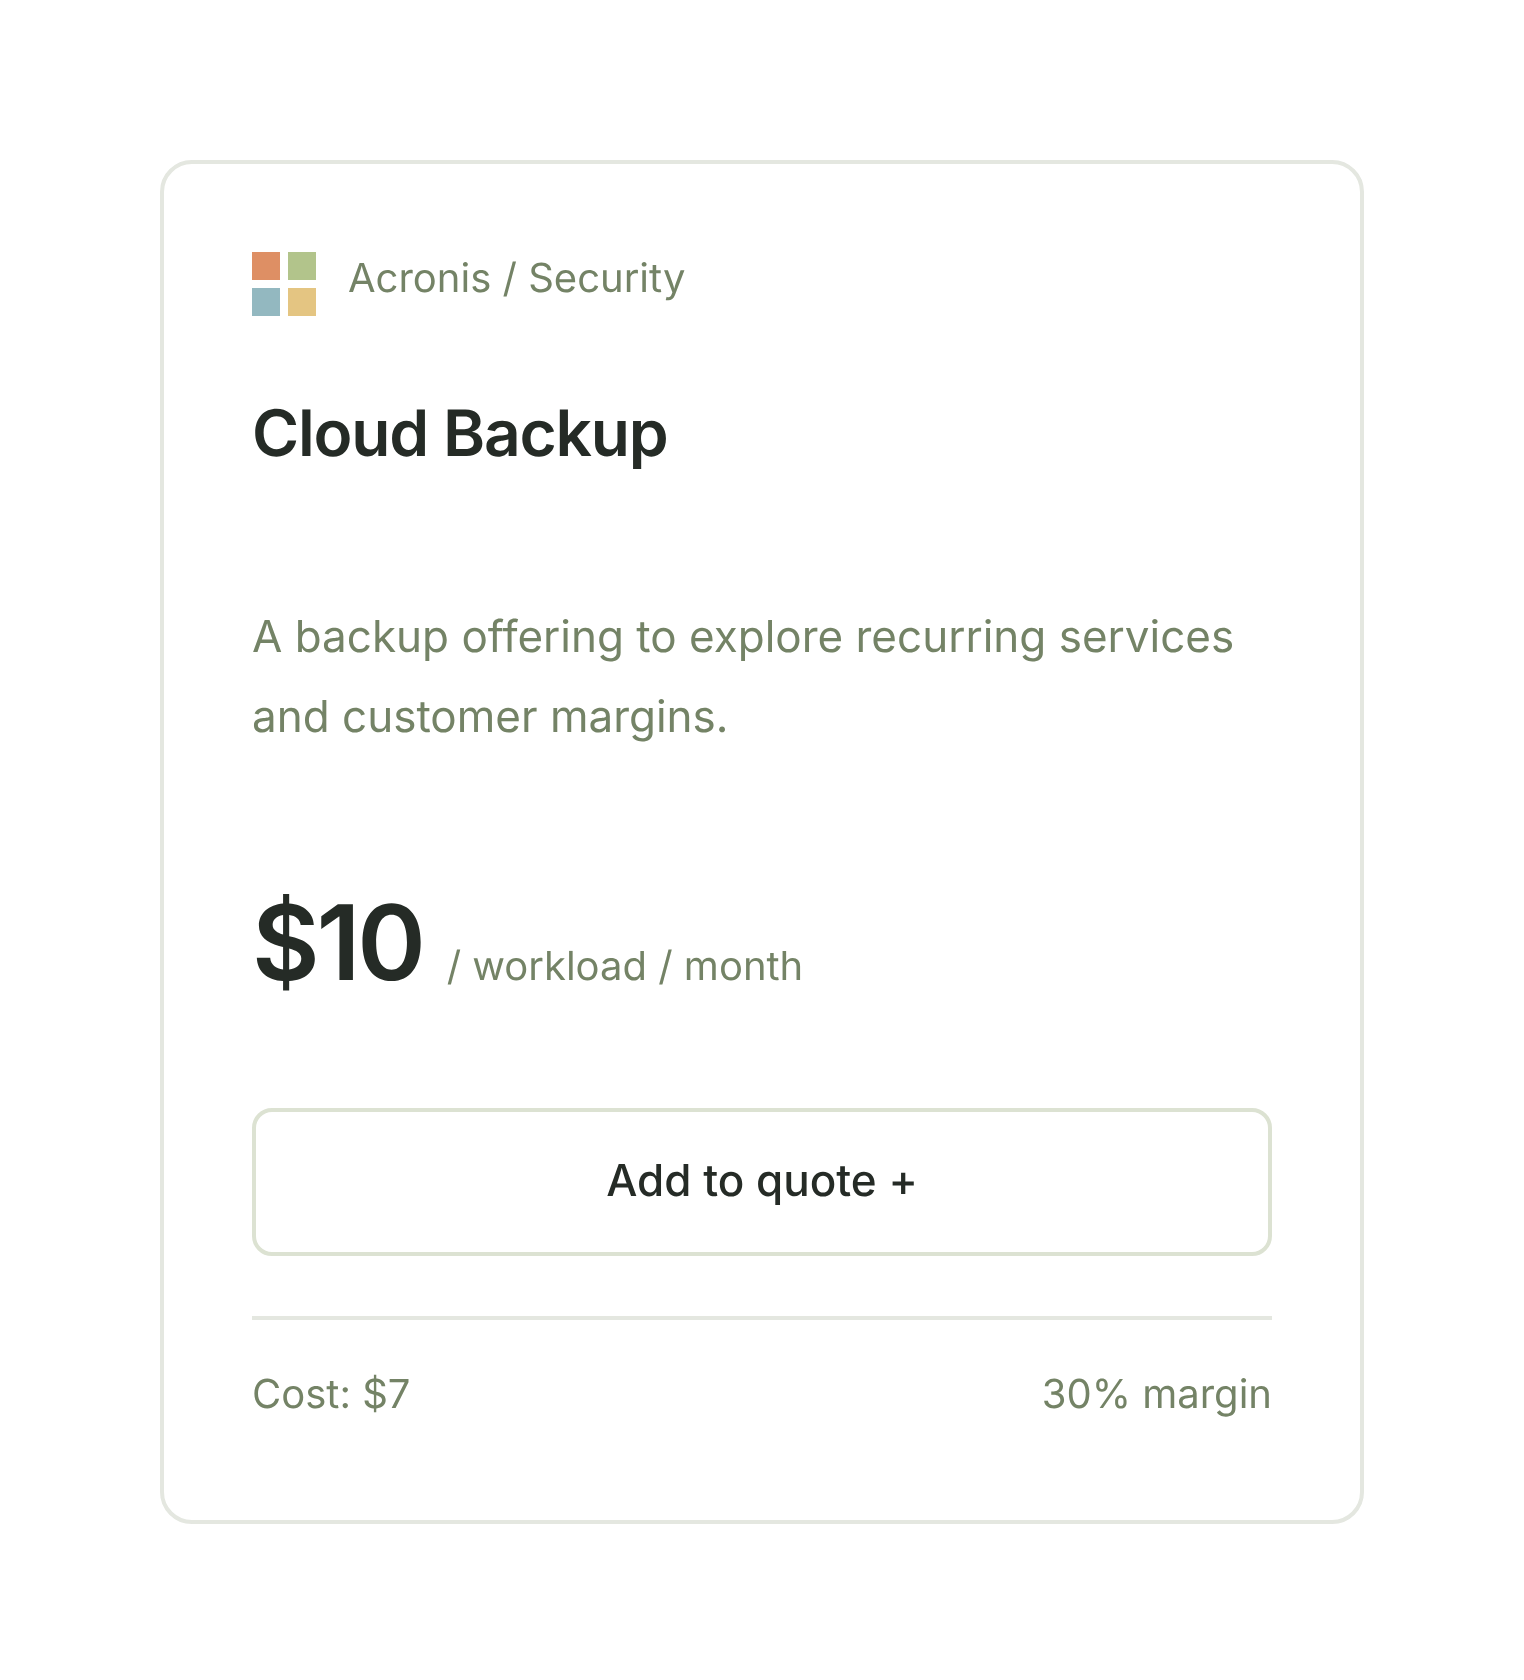 Acronis / Security
Cloud Backup
A backup offering to explore recurring services
and customer margins.
$10 / workload / month
Add to quote +
Cost: $7 30% margin